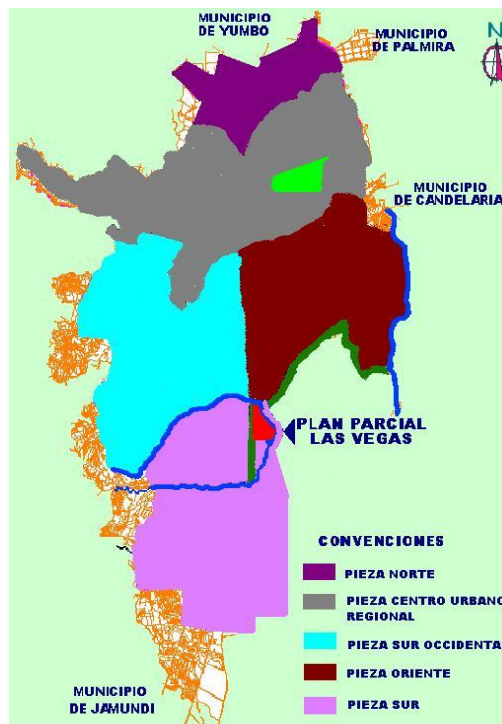 MUNICIPIO
DE YUMBO
MUNICIPIO
DE PALMIRA
N
MUNICIPIO
DE CANDELARIA
PLAN PARCIAL
LAS VEGAS
CONVENCIONES
PIEZA NORTE
PIEZA CENTRO URBANO
REGIONAL
PIEZA SUR OCCIDENTA
PIEZA ORIENTE
PIEZA SUR
MUNICIPIO
DE JAMUNDI